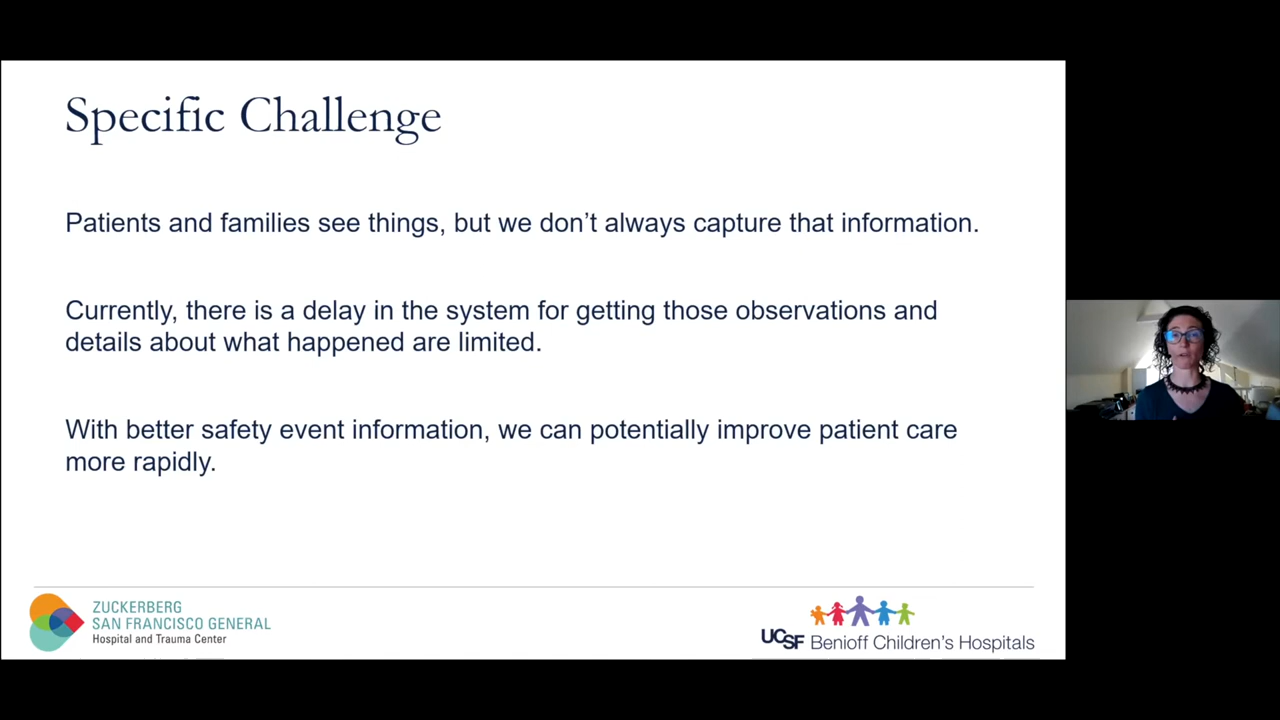 Specific Challenge
Patients and families see things, but we don’t always capture that information.
Currently, there is a delay in the system for getting those observations and
details about what happened are limited.
With better safety event information, we can potentially improve patient care
more rapidly.
ZUCKERBERG
SAN FRANCISCO GENERAL
Hospital and Trauma Center
UCSF Benioff Children's Hospitals